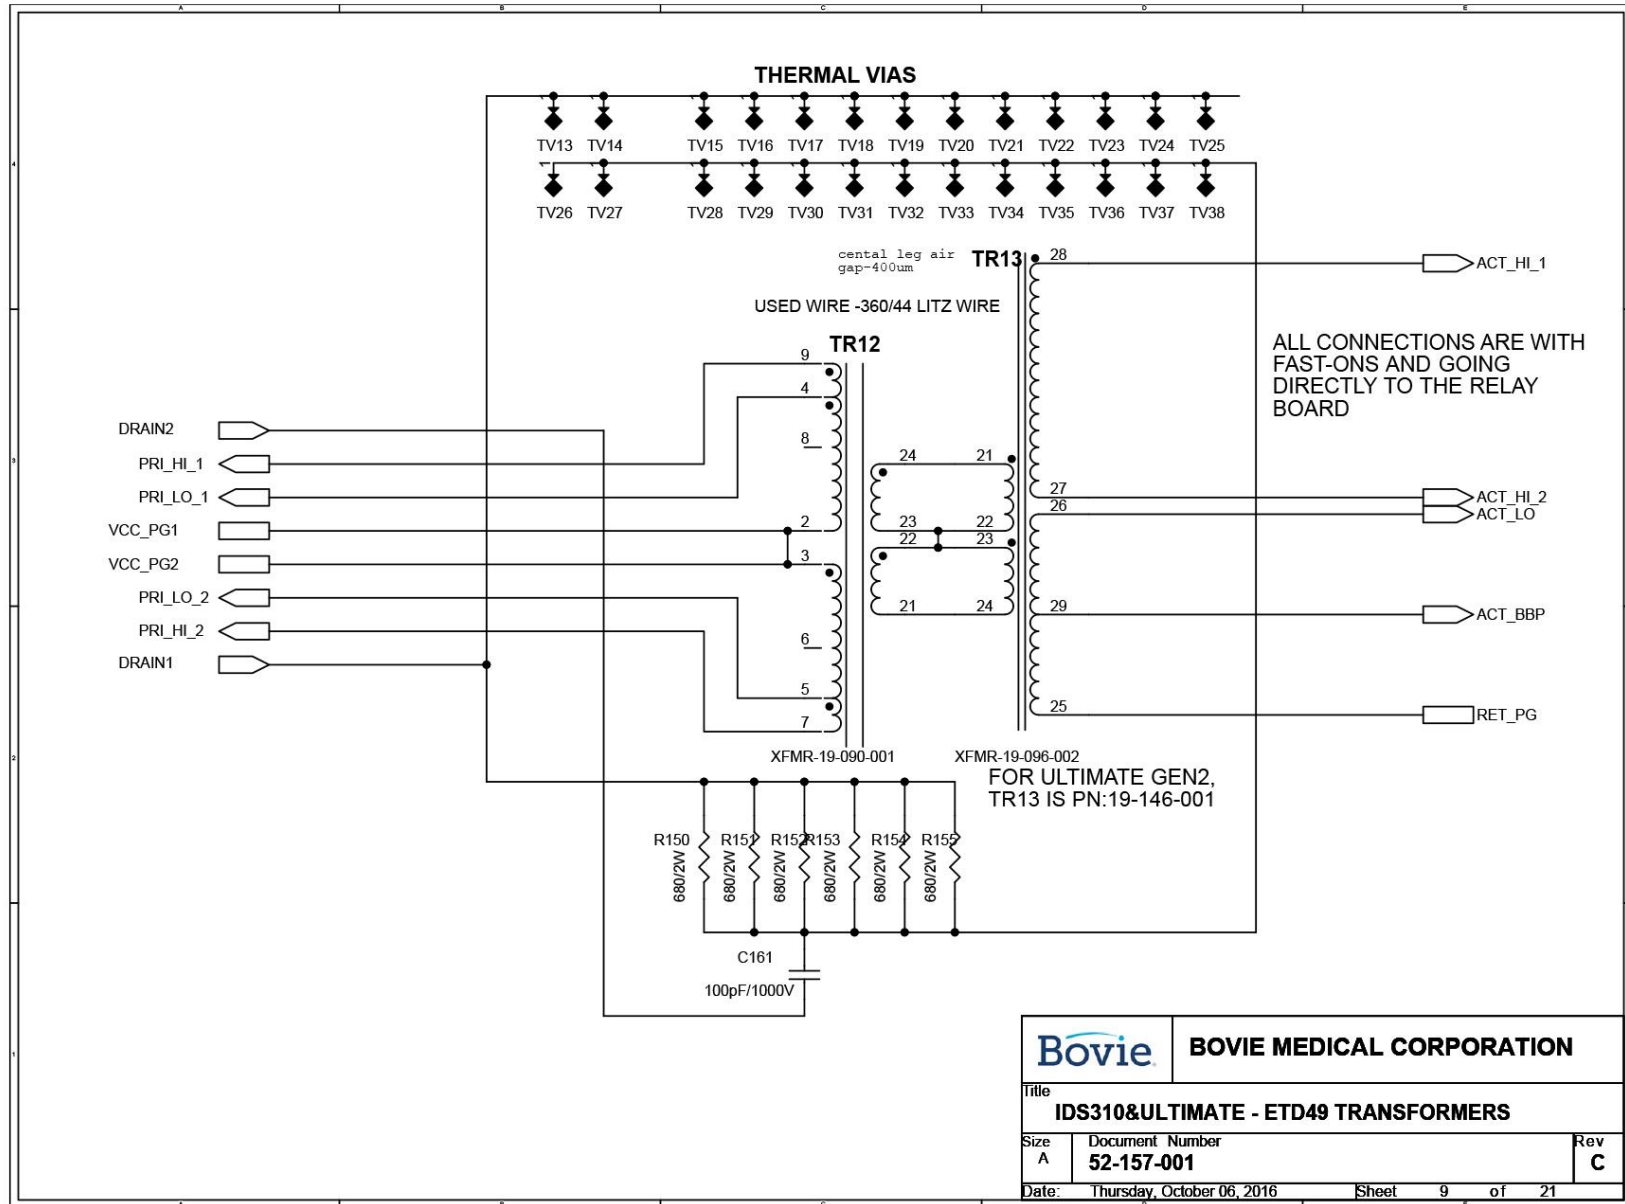 A B C D E
THERMAL VIAS
TV13 TV14 TV15 TV16 TV17 TV18 TV19 TV20 TV21 TV22 TV23 TV24 TV25
TV26 TV27 TV28 TV29 TV30 TV31 TV32 TV33 TV34 TV35 TV36 TV37 TV38
cental leg air
gap-400um
TR13
28
ACT_HI_1
USED WIRE -360/44 LITZ WIRE
TR12
ALL CONNECTIONS ARE WITH
FAST-ONS AND GOING
DIRECTLY TO THE RELAY
BOARD
9
4
DRAIN2
8
PRI_HI_1
24 21
PRI_LO_1
27
ACT_HI_2
26
ACT_LO
VCC_PG1
2
23 22
22 23
VCC_PG2
3
PRI_LO_2
21 24
29
ACT_BBP
PRI_HI_2
6
DRAIN1
5
7
25
RET_PG
XFMR-19-090-001
XFMR-19-096-002
FOR ULTIMATE GEN2,
TR13 IS PN:19-146-001
R150 R151 R152 R153 R154 R155
680/2W 680/2W 680/2W 680/2W 680/2W 680/2W
C161
100pF/1000V
Bovie
BOVIE MEDICAL CORPORATION
Title
IDS310&ULTIMATE - ETD49 TRANSFORMERS
Size
A
Document Number
52-157-001
Rev
C
Date: Thursday, October 06, 2016 Sheet 9 of 21